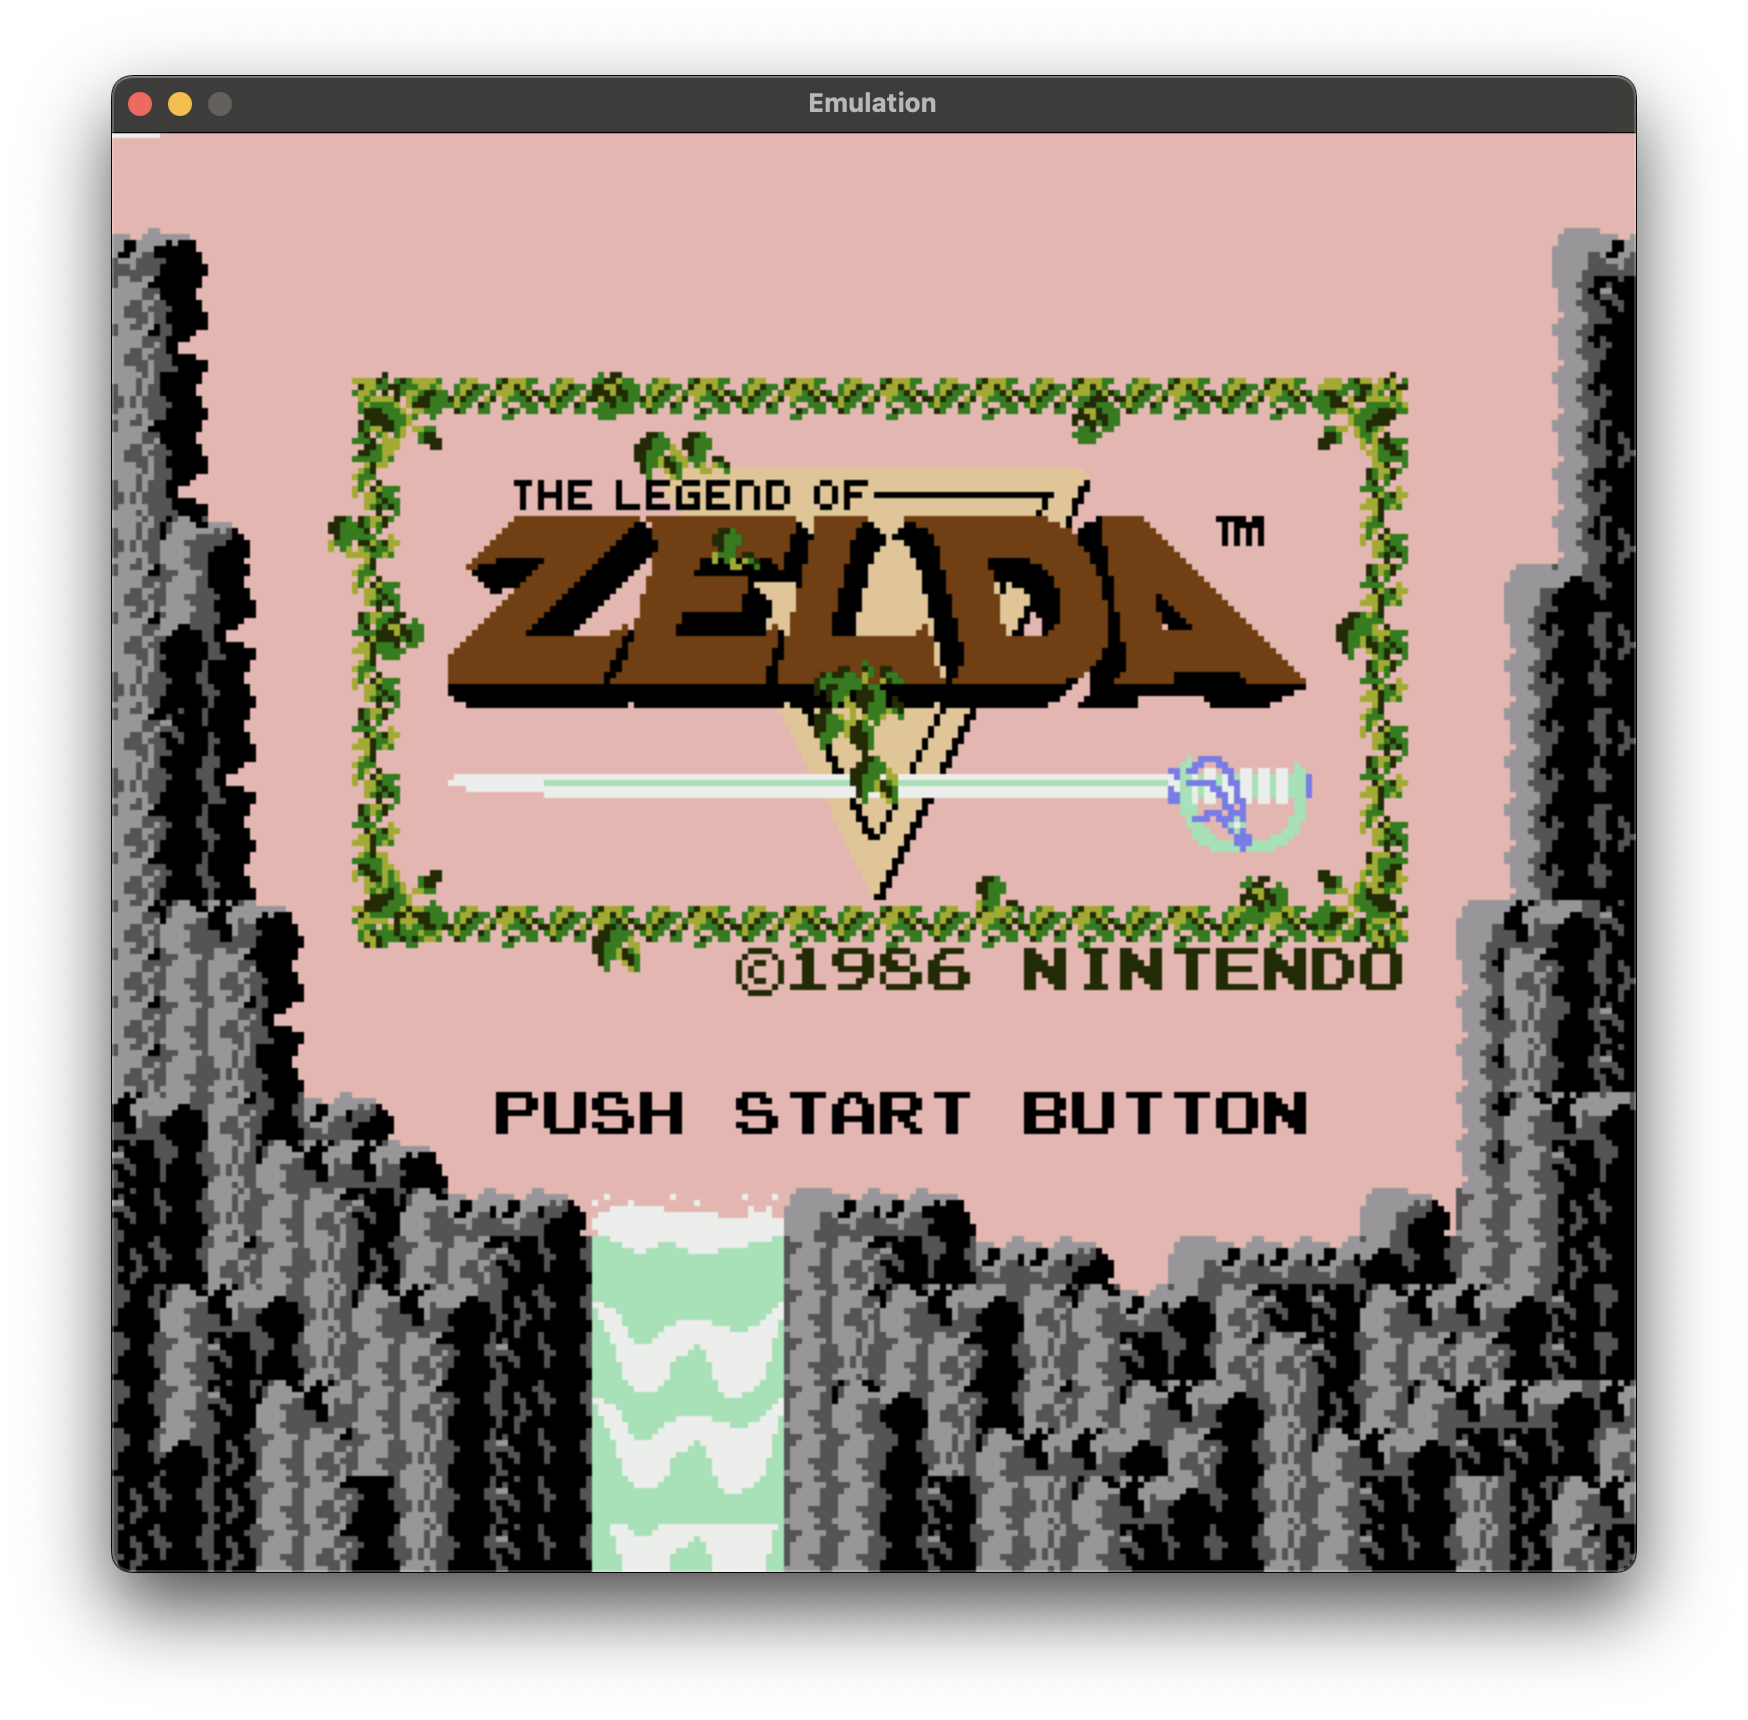 Emulation
THE LEGEND OF
ZELDA TM
©1986 NINTENDO
PUSH START BUTTON